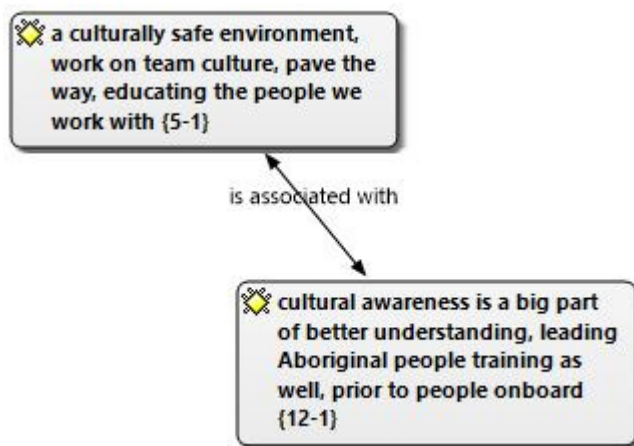 a culturally safe environment,
work on team culture, pave the
way, educating the people we
work with {5-1}
is associated with
cultural awareness is a big part
of better understanding, leading
Aboriginal people training as
well, prior to people onboard
{12-1}